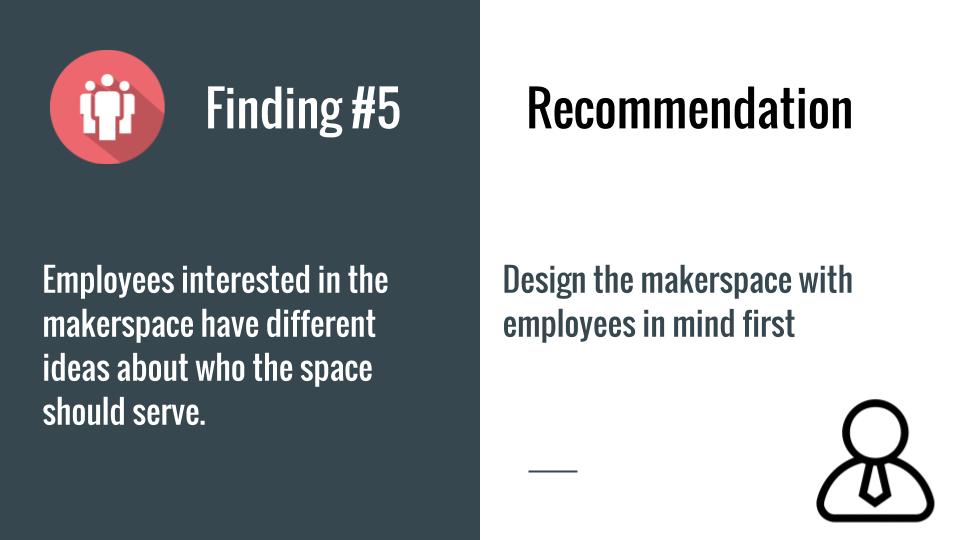 Finding #5
Employees interested in the
makerspace have different
ideas about who the space
should serve.
Recommendation
Design the makerspace with
employees in mind first